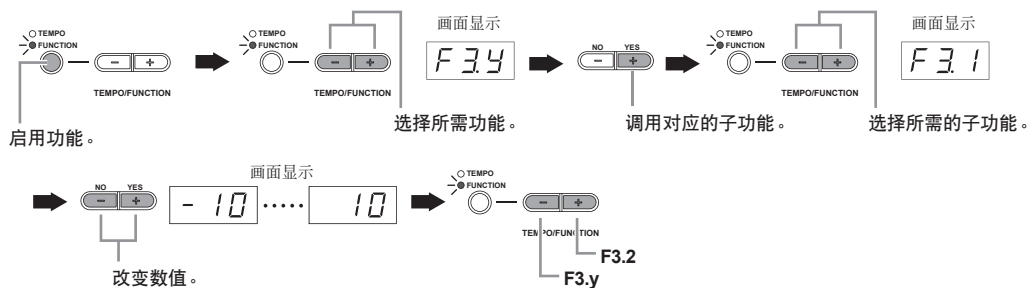 TEMPO
FUNCTION
TEMPO/FUNCTION
启用功能。
TEMPO
FUNCTION
TEMPO/FUNCTION
选择所需功能。
画面显示
F 3.Y
NO YES
调用对应的子功能。
TEMPO
FUNCTION
TEMPO/FUNCTION
选择所需的子功能。
画面显示
F 3.1
NO YES
改变数值。
画面显示
- 10 ····· 10
TEMPO
FUNCTION
TEMPO/FUNCTION
F3.2
F3.y